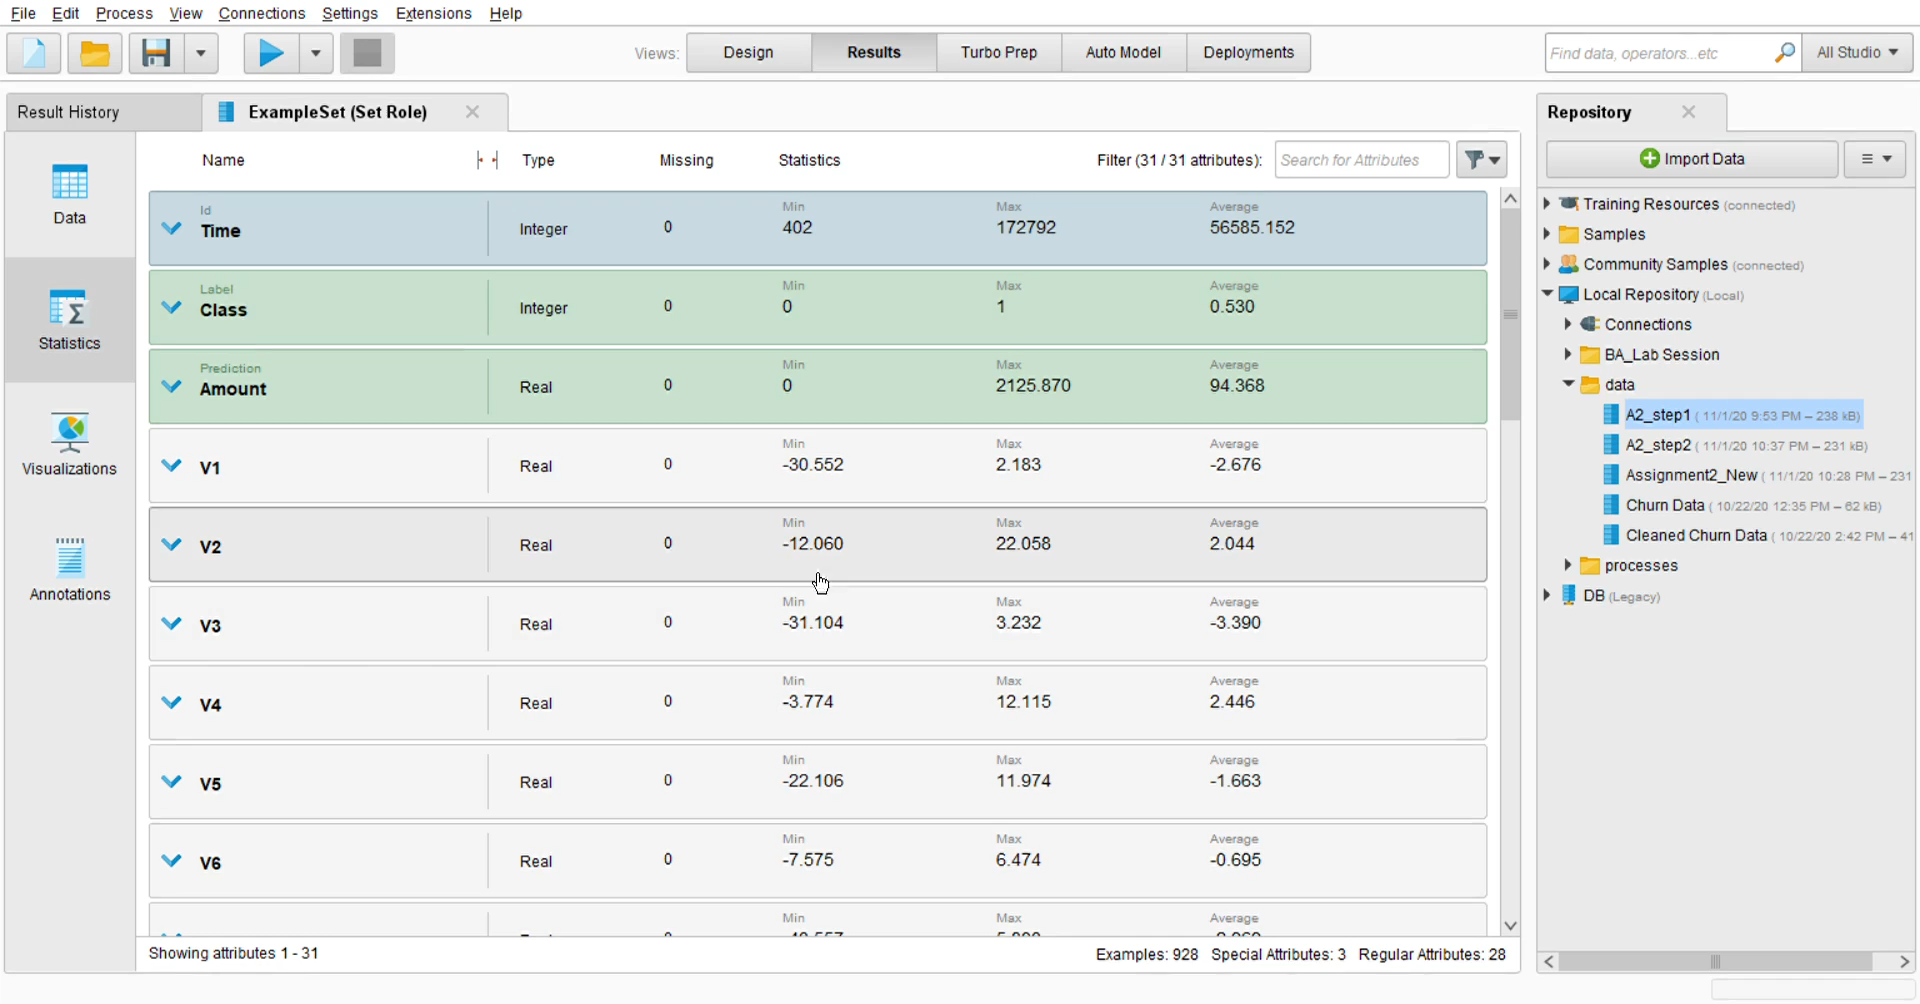 File Edit Process View Connections Settings Extensions Help
Views: Design Results Turbo Prep Auto Model Deployments
Find data, operators...etc All Studio
Result History ExampleSet (Set Role)
Data
Statistics
Visualizations
Annotations
Name Type Missing Statistics Filter (31 / 31 attributes): Search for Attributes
Id Min Max Average
Time Integer 0 402 172792 56585.152
Label Min Max Average
Class Integer 0 0 1 0.530
Prediction Min Max Average
Amount Real 0 0 2125.870 94.368
Min Max Average
V1 Real 0 -30.552 2.183 -2.676
Min Max Average
V2 Real 0 -12.060 22.058 2.044
Min Max Average
V3 Real 0 -31.104 3.232 -3.390
Min Max Average
V4 Real 0 -3.774 12.115 2.446
Min Max Average
V5 Real 0 -22.106 11.974 -1.663
Min Max Average
V6 Real 0 -7.575 6.474 -0.695
Min Max Average
Showing attributes 1 - 31 Examples: 928 Special Attributes: 3 Regular Attributes: 28
Repository
Import Data
Training Resources (connected)
Samples
Community Samples (connected)
Local Repository (Local)
Connections
BA_Lab Session
data
A2_step1 ( 11/1/20 9:53 PM – 238 kB)
A2_step2 ( 11/1/20 10:37 PM – 231 kB)
Assignment2_New ( 11/1/20 10:28 PM – 231
Churn Data ( 10/22/20 12:35 PM – 62 kB)
Cleaned Churn Data ( 10/22/20 2:42 PM – 41
processes
DB (Legacy)